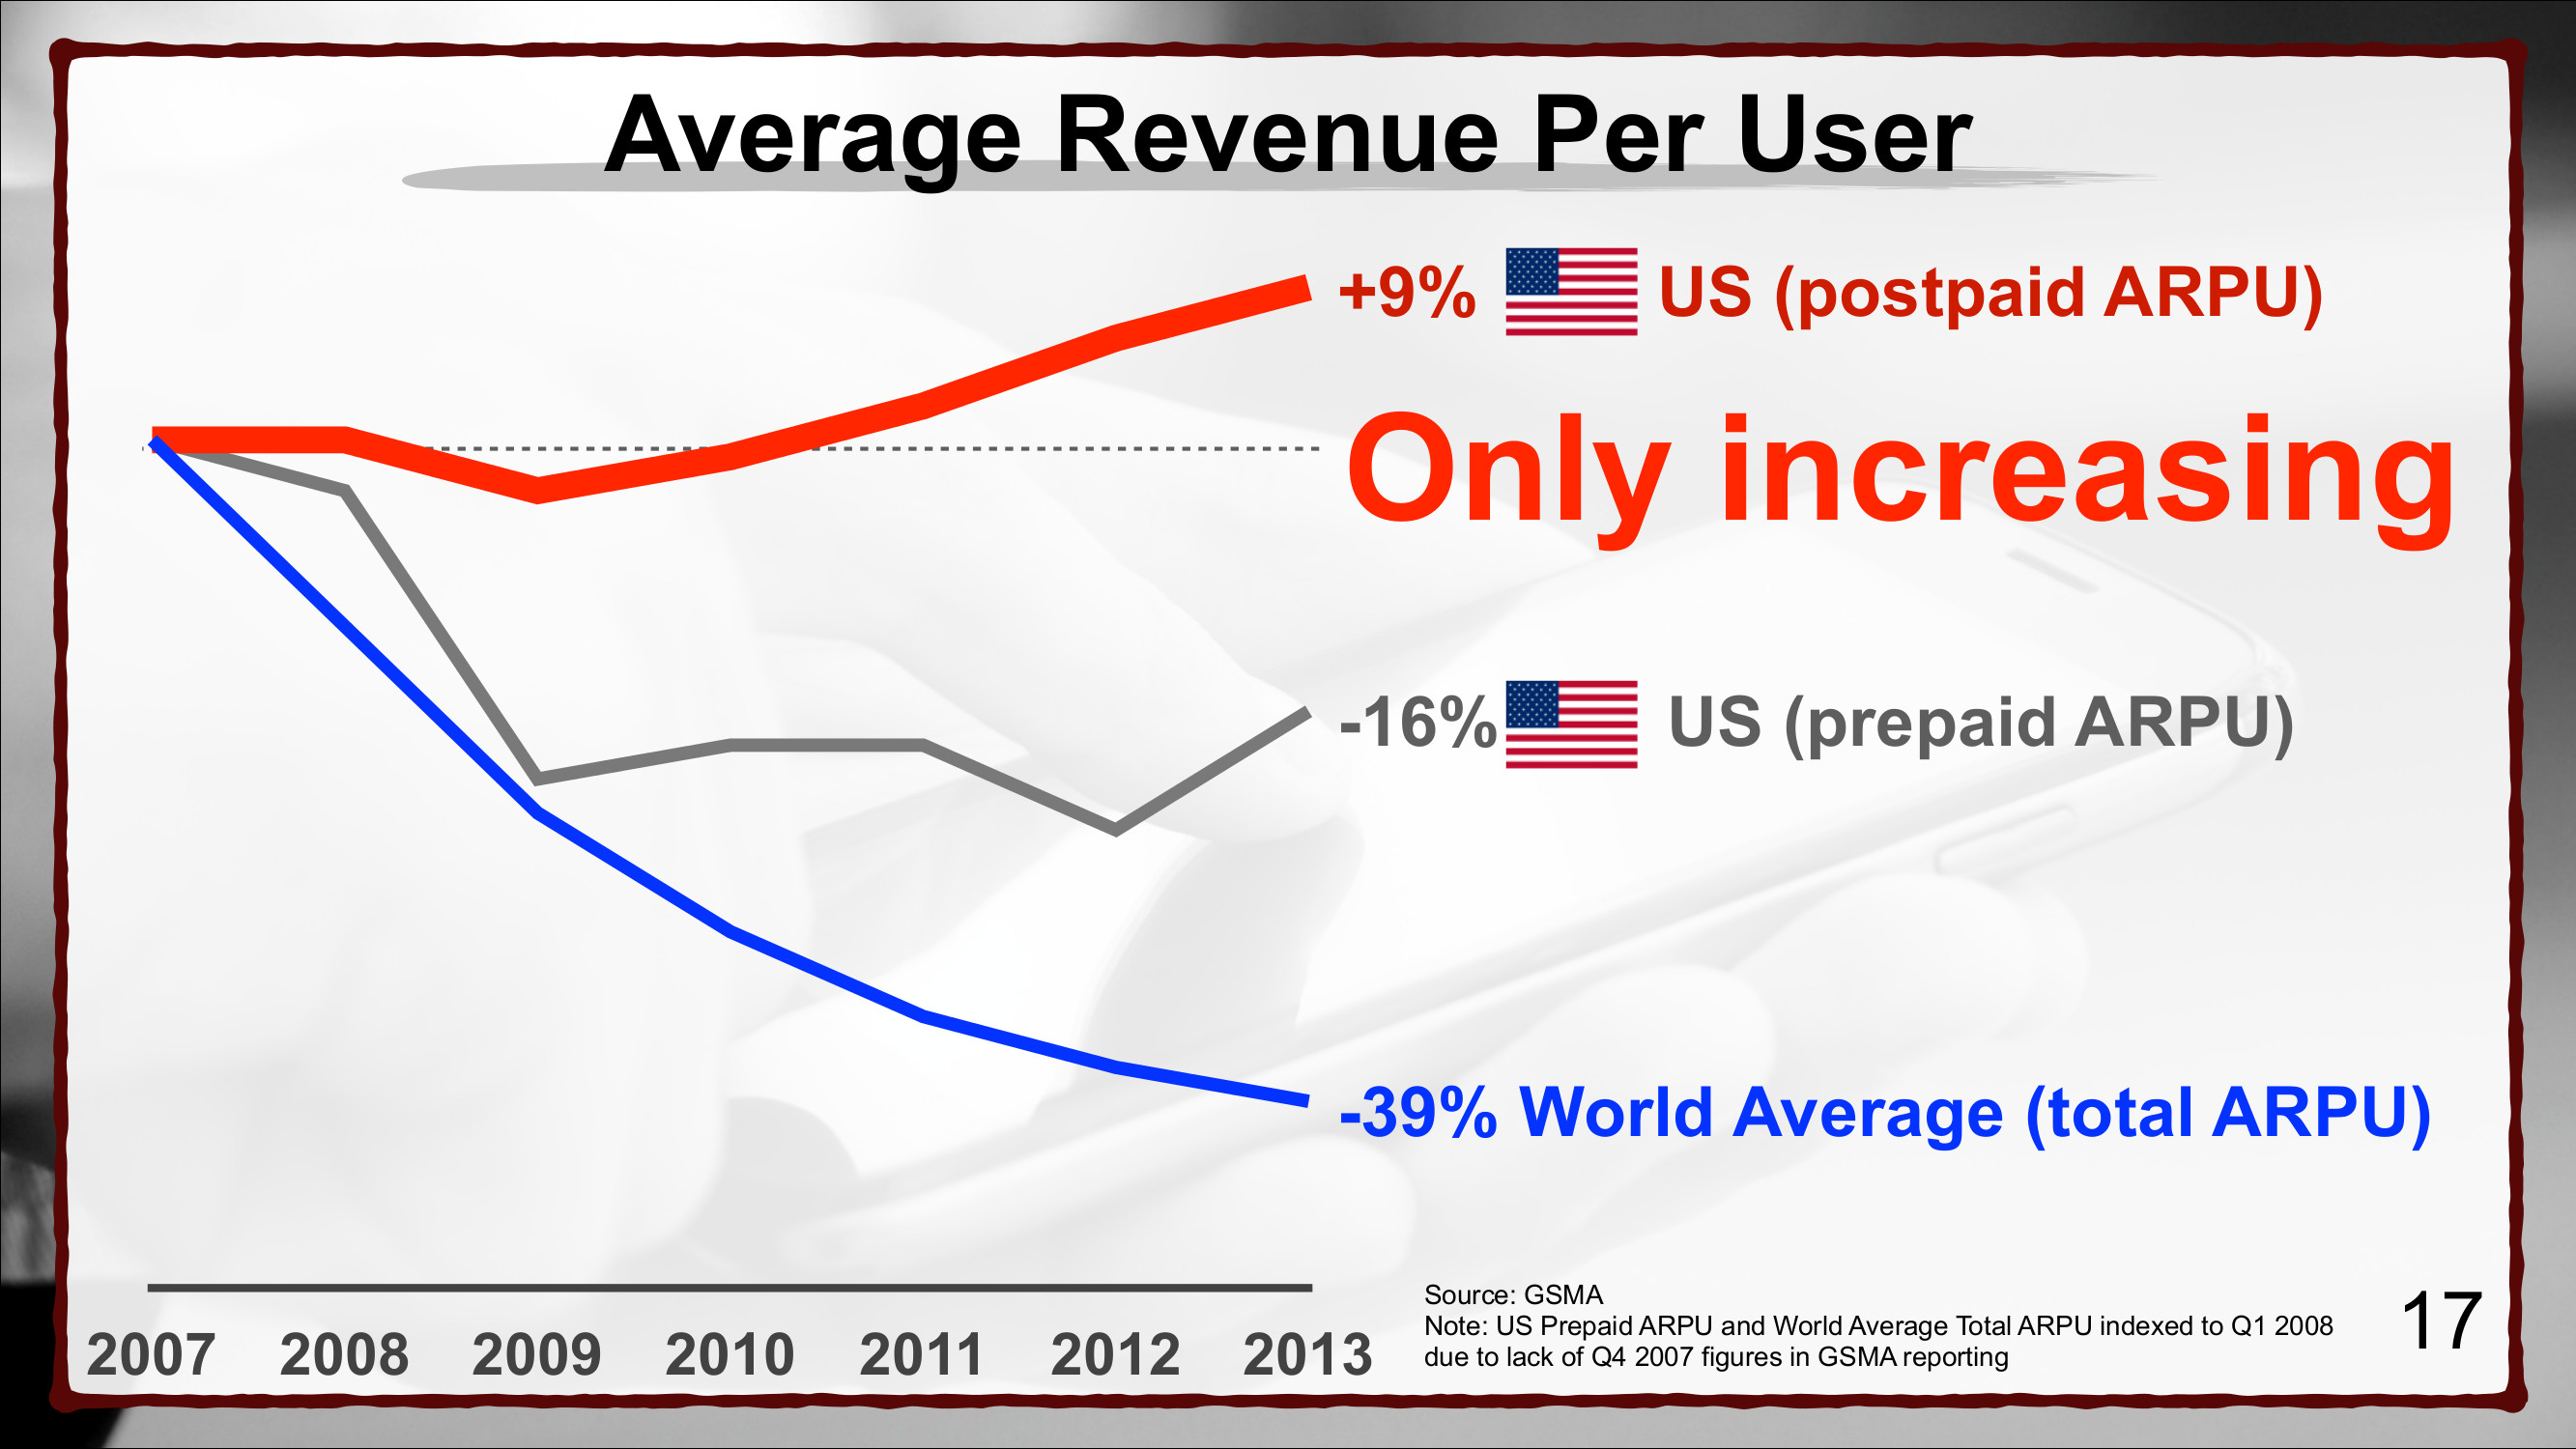 Average Revenue Per User
+9% US (postpaid ARPU)
Only increasing
-16% US (prepaid ARPU)
-39% World Average (total ARPU)
2007 2008 2009 2010 2011 2012 2013
Source: GSMA
Note: US Prepaid ARPU and World Average Total ARPU indexed to Q1 2008
due to lack of Q4 2007 figures in GSMA reporting
17